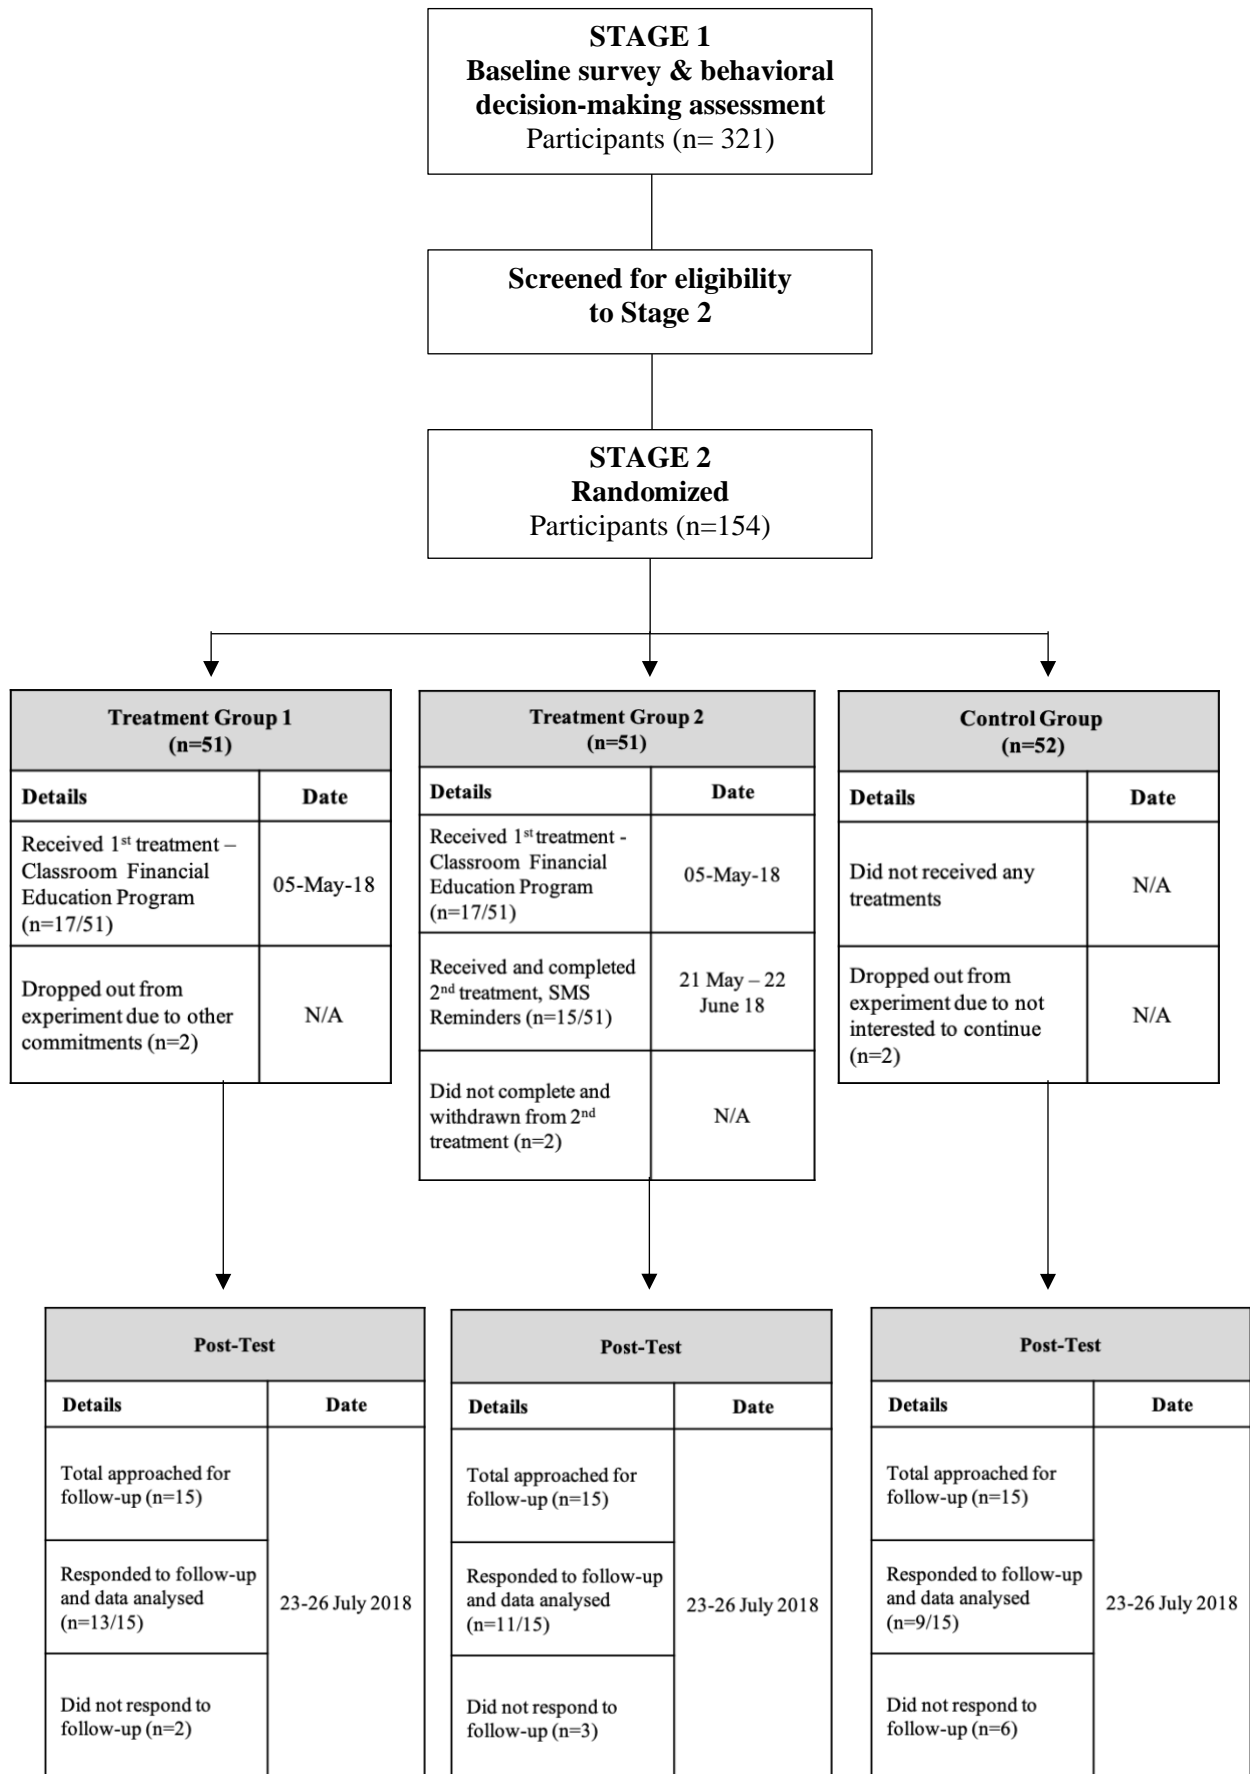 STAGE 1
Baseline survey & behavioral
decision-making assessment
Participants (n= 321)
Screened for eligibility
to Stage 2
STAGE 2
Randomized
Participants (n=154)
Treatment Group 1
(n=51)
Details
Date
Received 1st treatment –
Classroom Financial
Education Program
(n=17/51)
05-May-18
Dropped out from
experiment due to other
commitments (n=2)
N/A
Treatment Group 2
(n=51)
Details
Date
Received 1st treatment -
Classroom Financial
Education Program
(n=17/51)
05-May-18
Received and completed
2nd treatment, SMS
Reminders (n=15/51)
21 May – 22
June 18
Did not complete and
withdrawn from 2nd
treatment (n=2)
N/A
Control Group
(n=52)
Details
Date
Did not received any
treatments
N/A
Dropped out from
experiment due to not
interested to continue
(n=2)
N/A
Post-Test
Details
Date
Total approached for
follow-up (n=15)
Responded to follow-up
and data analysed
(n=13/15)
Did not respond to
follow-up (n=2)
23-26 July 2018
Post-Test
Details
Date
Total approached for
follow-up (n=15)
Responded to follow-up
and data analysed
(n=11/15)
Did not respond to
follow-up (n=3)
23-26 July 2018
Post-Test
Details
Date
Total approached for
follow-up (n=15)
Responded to follow-up
and data analysed
(n=9/15)
Did not respond to
follow-up (n=6)
23-26 July 2018